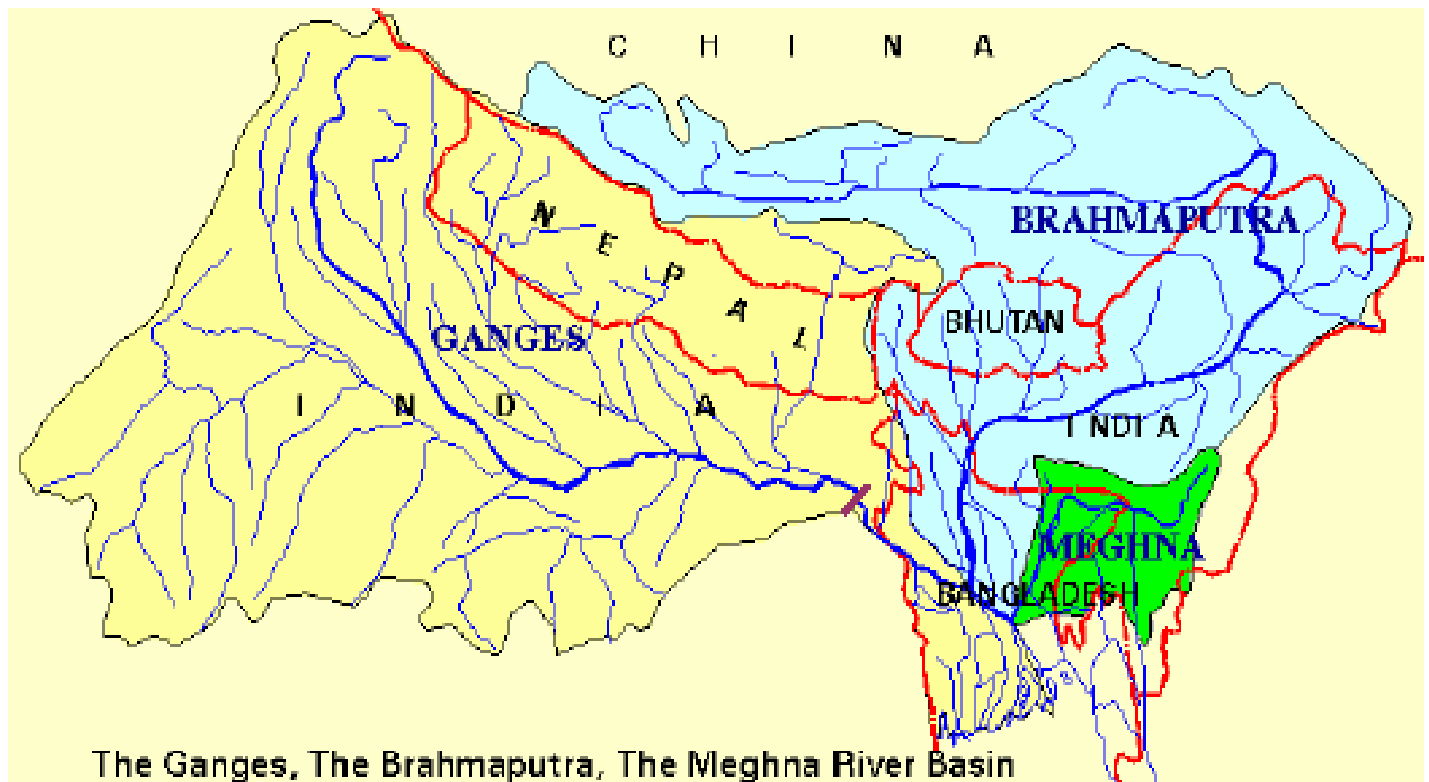 C H I N A
BRAHMAPUTRA
N E P A L
BHUTAN
GANGES
I N D I A
I NDI A
MEGHNA
BANGLADESH
The Ganges, The Brahmaputra, The Meghna River Basin